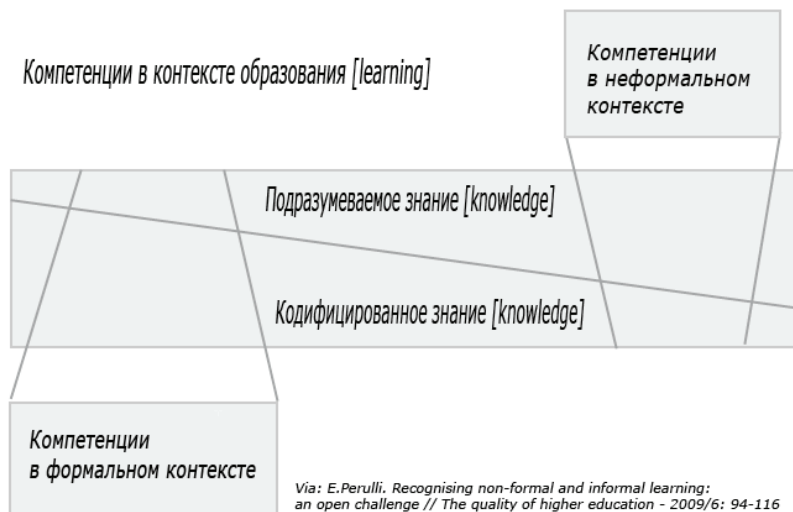 Компетенции в контексте образования [learning]
Компетенции
в неформальном
контексте
Подразумеваемое знание [knowledge]
Кодифицированное знание [knowledge]
Компетенции
в формальном контексте
Via: E.Perulli. Recognising non-formal and informal learning:
an open challenge // The quality of higher education - 2009/6: 94-116